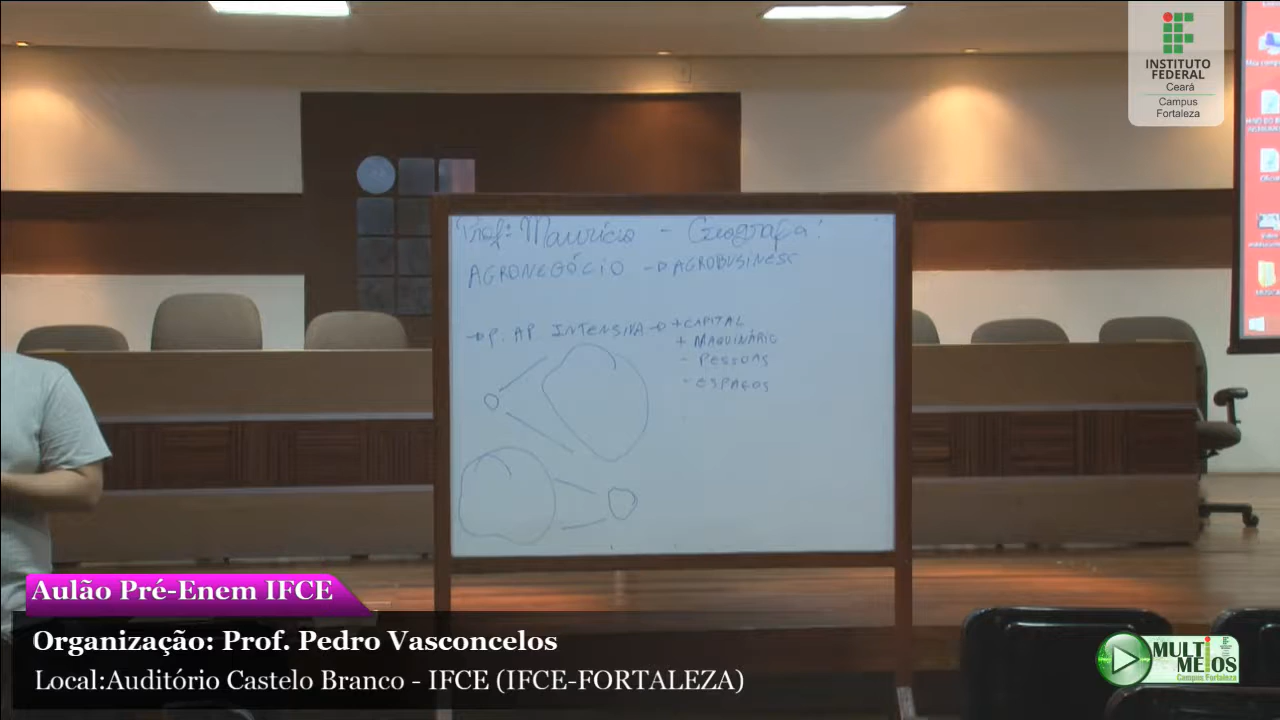 INSTITUTO
FEDERAL
Ceará
Campus
Fortaleza
Prof: Maurício - Geografa!
AGRONEGÓCIO -> AGROBUSINESS
-> P. AP INTENSIVA -> + CAPITAL
+ MAQUINÁRIO
- PESSOAS
- ESPAÇOS
Aulão Pré-Enem IFCE
Organização: Prof. Pedro Vasconcelos
Local:Auditório Castelo Branco - IFCE (IFCE-FORTALEZA)
MULTI
MEIOS
Campus Fortaleza